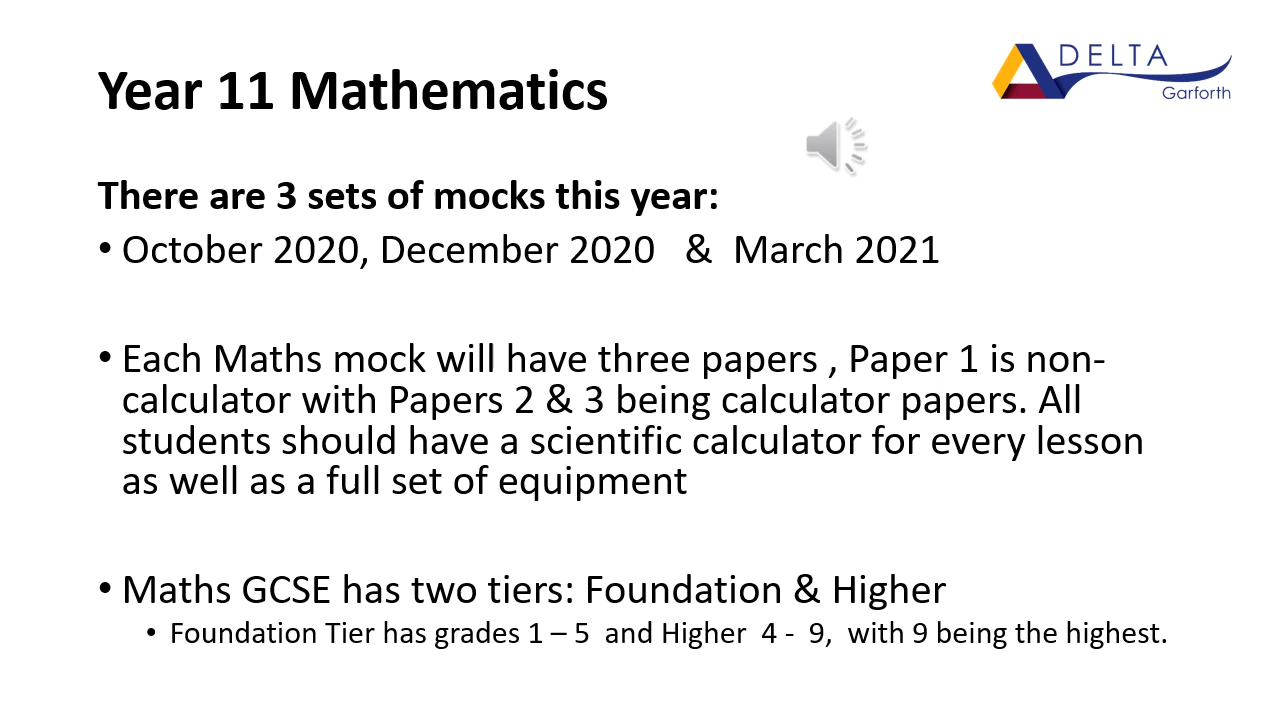 Year 11 Mathematics
DELTA
Garforth
There are 3 sets of mocks this year:
• October 2020, December 2020 & March 2021
• Each Maths mock will have three papers , Paper 1 is non-
calculator with Papers 2 & 3 being calculator papers. All
students should have a scientific calculator for every lesson
as well as a full set of equipment
• Maths GCSE has two tiers: Foundation & Higher
• Foundation Tier has grades 1 – 5 and Higher 4 - 9, with 9 being the highest.